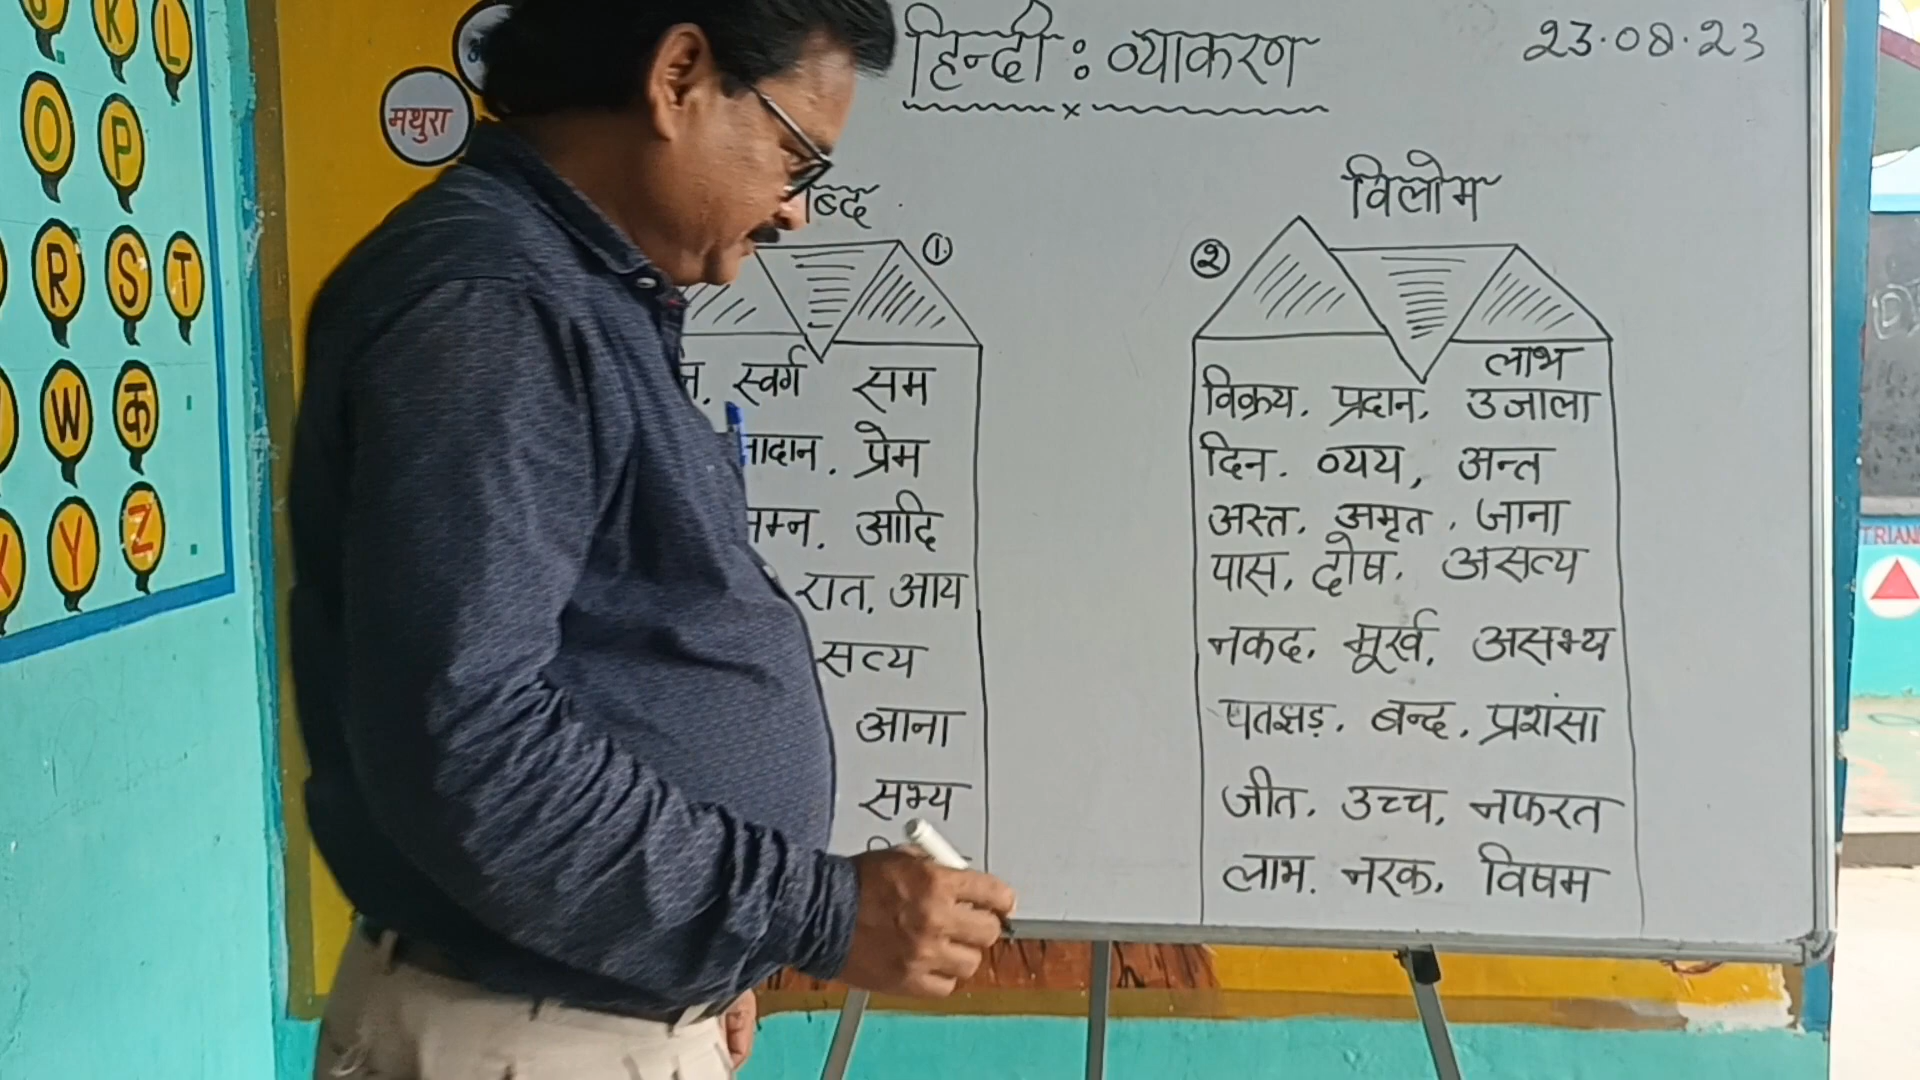 K L
O P
R S T
W क
X Y Z
मथुरा
हिन्दी : व्याकरण
23.08.23
ब्द
①
स्वर्ग सम
नादान. प्रेम
आदि
रात. आय
सत्य
आना
सभ्य
विलोम
②
लाभ
विक्रय. प्रदान. उजाला
दिन. व्यय, अन्त
अस्त. अमृत. जाना
पास. दोष. असत्य
नकद. मूर्ख. असभ्य
पतझड़. बन्द. प्रशंसा
जीत. उच्च. नफरत
लाभ. नरक. विषम
TRIAN